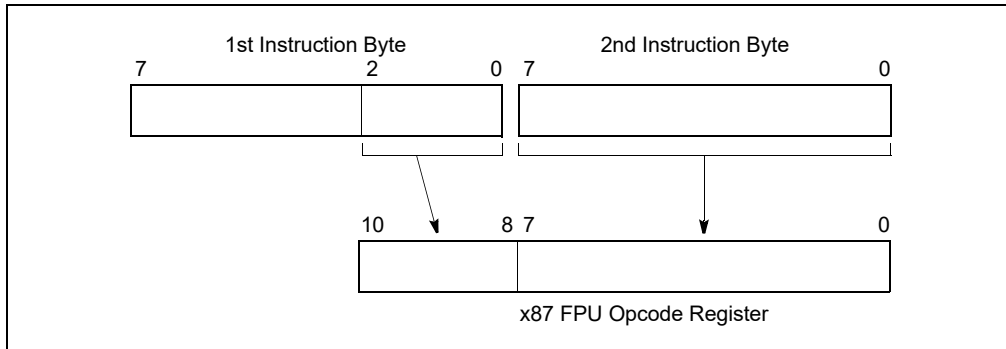 1st Instruction Byte 2nd Instruction Byte
7 2 0 7 0
10 8 7 0
x87 FPU Opcode Register